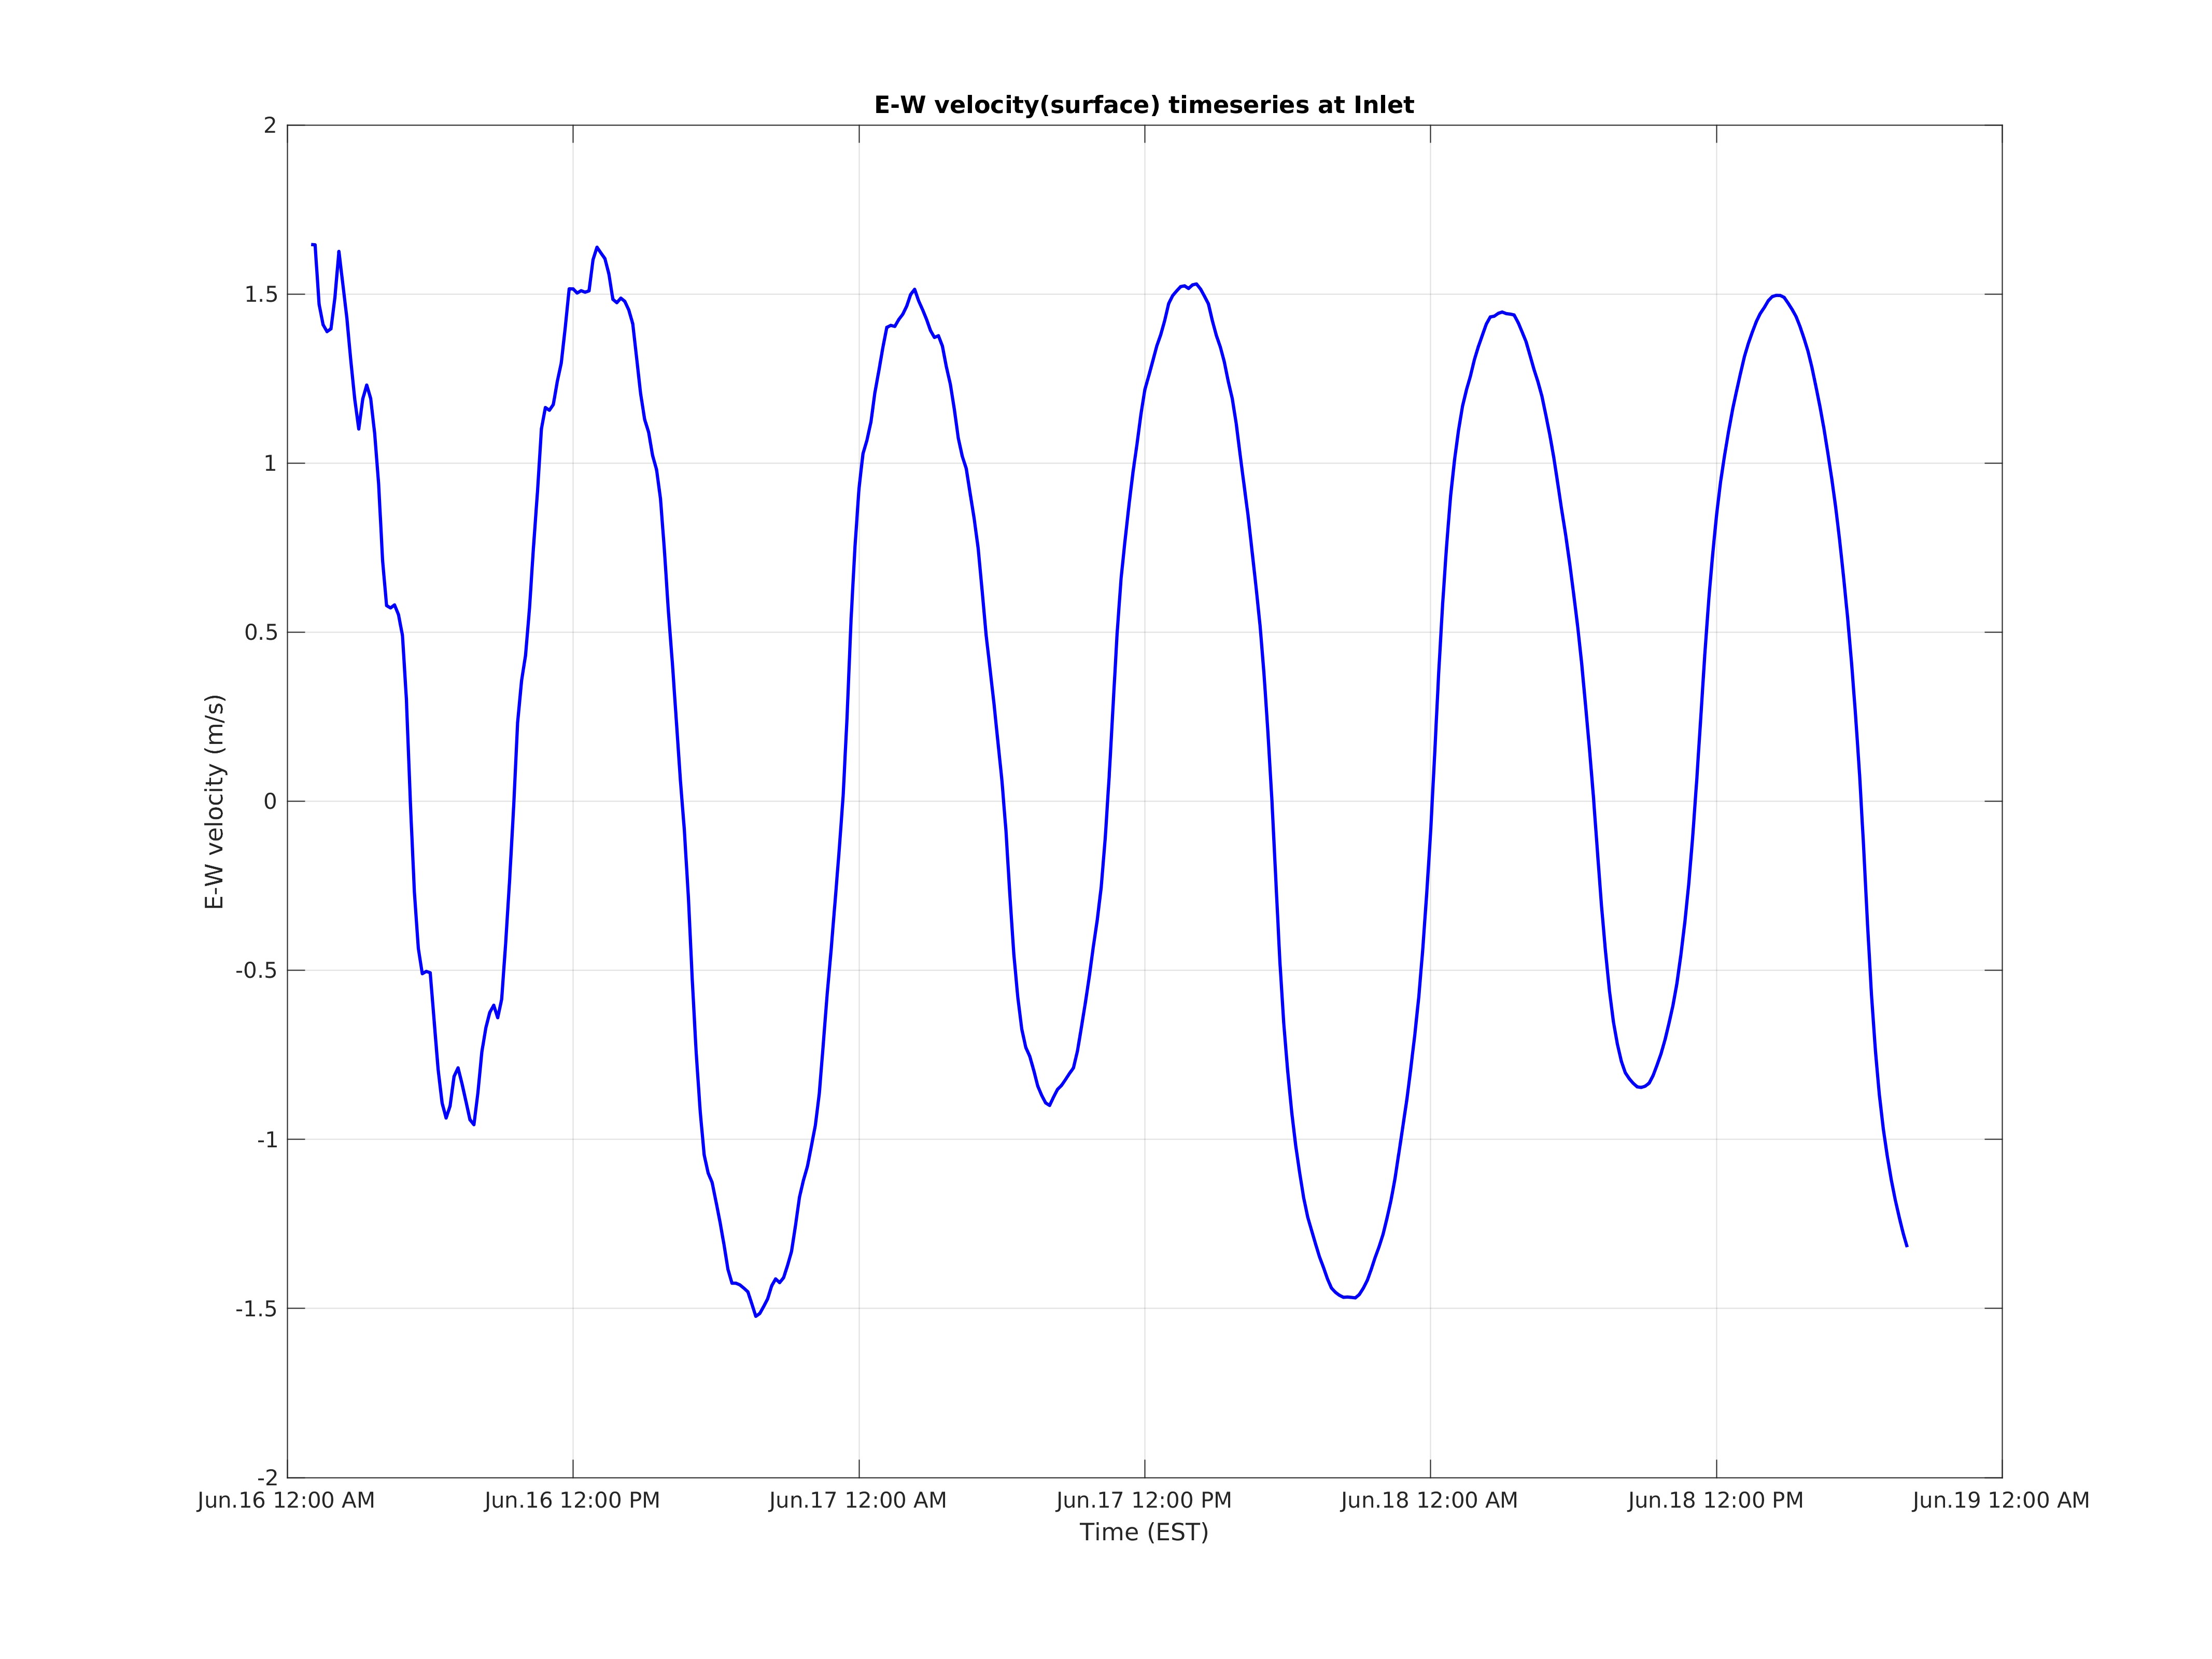 E-W velocity(surface) timeseries at Inlet
2
1.5
1
0.5
0
-0.5
-1
-1.5
-2
E-W velocity (m/s)
Jun.16 12:00 AM Jun.16 12:00 PM Jun.17 12:00 AM Jun.17 12:00 PM Jun.18 12:00 AM Jun.18 12:00 PM Jun.19 12:00 AM
Time (EST)